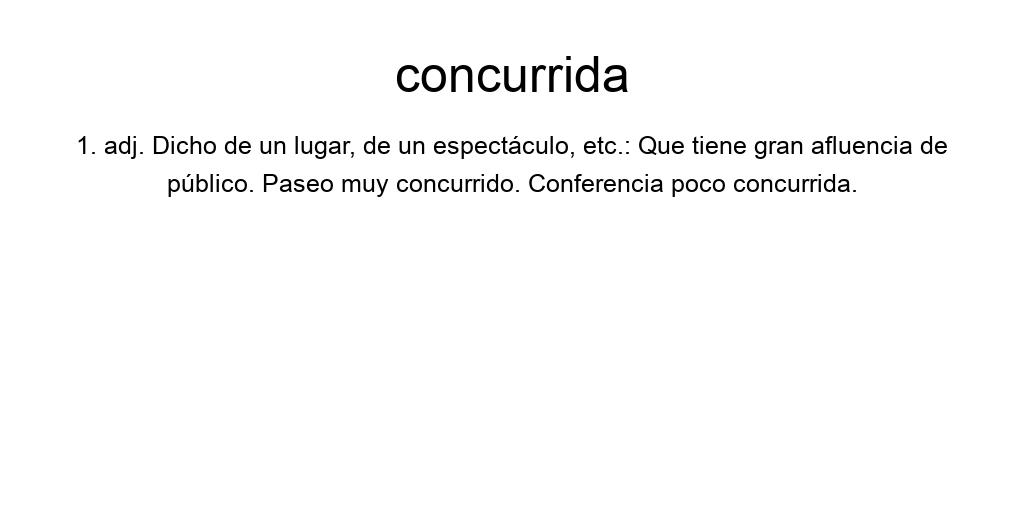 concurrida
1. adj. Dicho de un lugar, de un espectáculo, etc.: Que tiene gran afluencia de
público. Paseo muy concurrido. Conferencia poco concurrida.